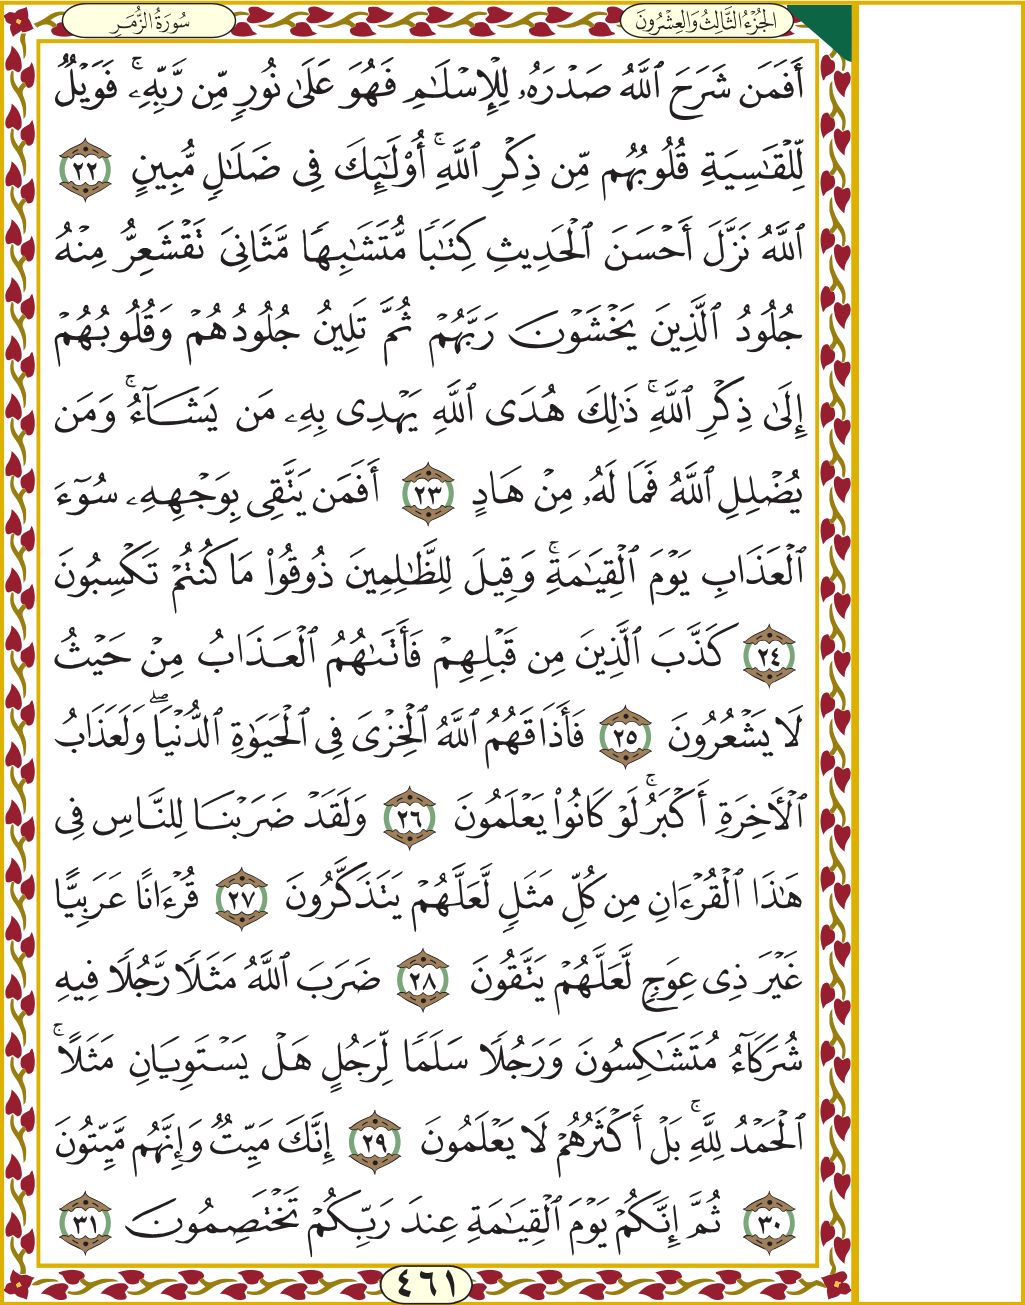 سُورَةُ الزُّمَرِ
الجُزْءُ الثَّالِثُ وَالعِشْرُونَ
أَفَمَن شَرَحَ ٱللَّهُ صَدْرَهُۥ لِلْإِسْلَـٰمِ فَهُوَ عَلَىٰ نُورٍ مِّن رَّبِّهِۦ ۚ فَوَيْلٌ
لِّلْقَـٰسِيَةِ قُلُوبُهُم مِّن ذِكْرِ ٱللَّهِ ۚ أُو۟لَـٰٓئِكَ فِى ضَلَـٰلٍ مُّبِينٍ ٢٢
ٱللَّهُ نَزَّلَ أَحْسَنَ ٱلْحَدِيثِ كِتَـٰبًا مُّتَشَـٰبِهًا مَّثَانِىَ تَقْشَعِرُّ مِنْهُ
جُلُودُ ٱلَّذِينَ يَخْشَوْنَ رَبَّهُمْ ثُمَّ تَلِينُ جُلُودُهُمْ وَقُلُوبُهُمْ
إِلَىٰ ذِكْرِ ٱللَّهِ ۚ ذَٰلِكَ هُدَى ٱللَّهِ يَهْدِى بِهِۦ مَن يَشَآءُ ۚ وَمَن
يُضْلِلِ ٱللَّهُ فَمَا لَهُۥ مِنْ هَادٍ ٢٣ أَفَمَن يَتَّقِى بِوَجْهِهِۦ سُوٓءَ
ٱلْعَذَابِ يَوْمَ ٱلْقِيَـٰمَةِ ۚ وَقِيلَ لِلظَّـٰلِمِينَ ذُوقُوا۟ مَا كُنتُمْ تَكْسِبُونَ
٢٤ كَذَّبَ ٱلَّذِينَ مِن قَبْلِهِمْ فَأَتَىٰهُمُ ٱلْعَذَابُ مِنْ حَيْثُ
لَا يَشْعُرُونَ ٢٥ فَأَذَاقَهُمُ ٱللَّهُ ٱلْخِزْىَ فِى ٱلْحَيَوٰةِ ٱلدُّنْيَا ۖ وَلَعَذَابُ
ٱلْـَٔاخِرَةِ أَكْبَرُ ۚ لَوْ كَانُوا۟ يَعْلَمُونَ ٢٦ وَلَقَدْ ضَرَبْنَا لِلنَّاسِ فِى
هَـٰذَا ٱلْقُرْءَانِ مِن كُلِّ مَثَلٍ لَّعَلَّهُمْ يَتَذَكَّرُونَ ٢٧ قُرْءَانًا عَرَبِيًّا
غَيْرَ ذِى عِوَجٍ لَّعَلَّهُمْ يَتَّقُونَ ٢٨ ضَرَبَ ٱللَّهُ مَثَلًا رَّجُلًا فِيهِ
شُرَكَآءُ مُتَشَـٰكِسُونَ وَرَجُلًا سَلَمًا لِّرَجُلٍ هَلْ يَسْتَوِيَانِ مَثَلًا ۚ
ٱلْحَمْدُ لِلَّهِ ۚ بَلْ أَكْثَرُهُمْ لَا يَعْلَمُونَ ٢٩ إِنَّكَ مَيِّتٌ وَإِنَّهُم مَّيِّتُونَ
٣٠ ثُمَّ إِنَّكُمْ يَوْمَ ٱلْقِيَـٰمَةِ عِندَ رَبِّكُمْ تَخْتَصِمُونَ ٣١
٤٦١